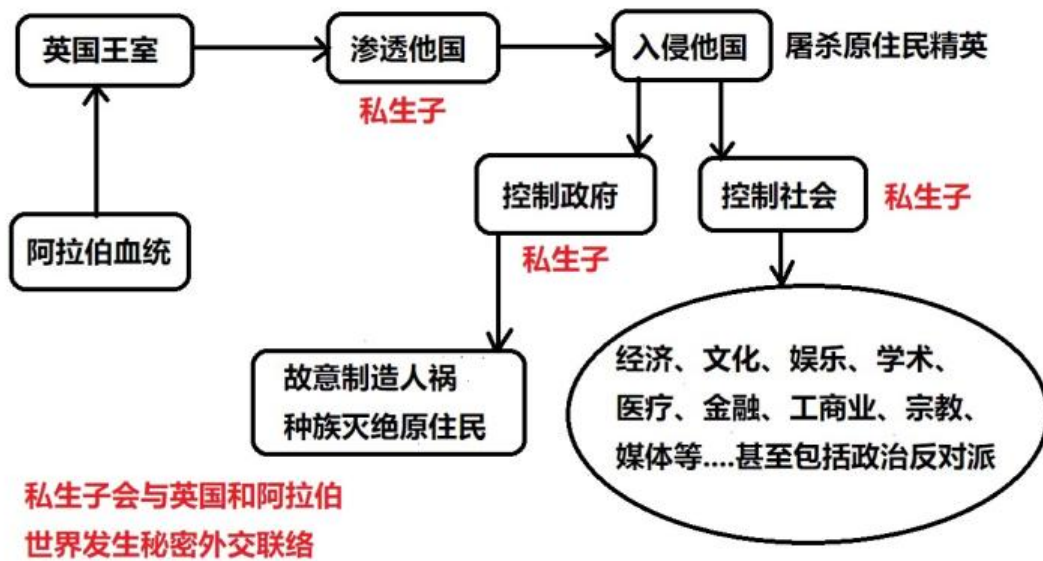 英国王室
渗透他国
入侵他国
屠杀原住民精英
私生子
阿拉伯血统
控制政府
控制社会
私生子
私生子
故意制造人祸
种族灭绝原住民
经济、文化、娱乐、学术、
医疗、金融、工商业、宗教、
媒体等....甚至包括政治反对派
私生子会与英国和阿拉伯
世界发生秘密外交联络